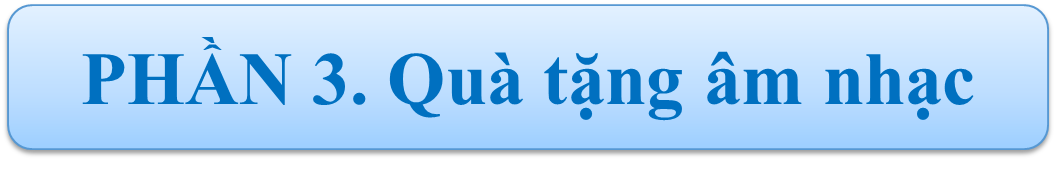 PHẦN 3. Quà tặng âm nhạc